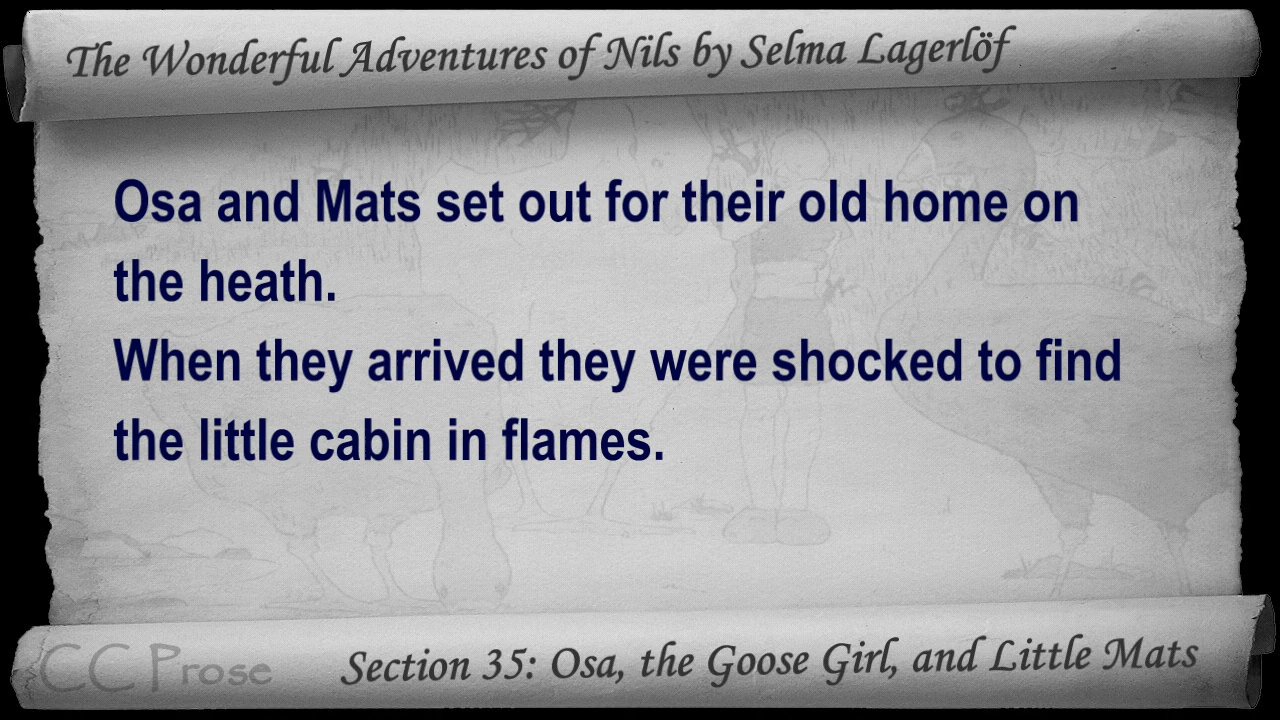 The Wonderful Adventures of Nils by Selma Lagerlöf
Osa and Mats set out for their old home on
the heath.
When they arrived they were shocked to find
the little cabin in flames.
CC Prose
Section 35: Osa, the Goose Girl, and Little Mats